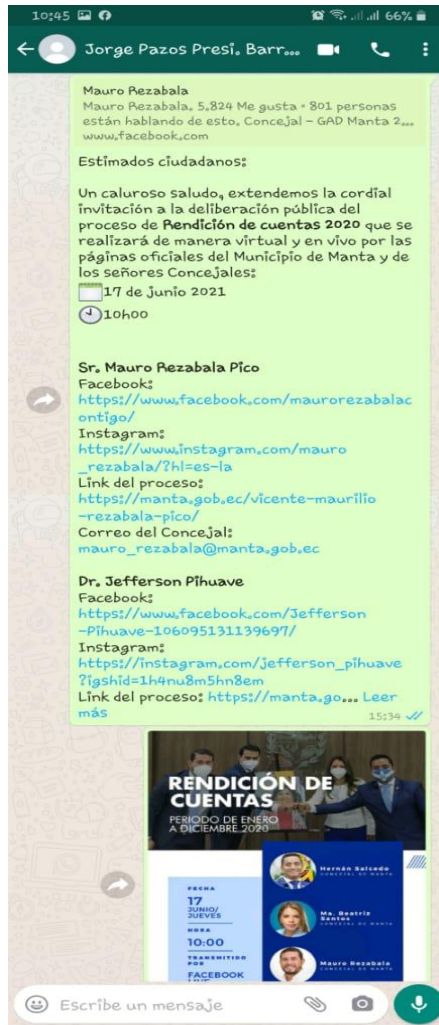 10:45 66%
Jorge Pazos Presi. Barr...
Mauro Rezabala
Mauro Rezabala. 5.824 Me gusta • 801 personas
están hablando de esto. Concejal – GAD Manta 2...
www.facebook.com
Estimados ciudadanos:
Un caluroso saludo, extendemos la cordial
invitación a la deliberación pública del
proceso de Rendición de cuentas 2020 que se
realizará de manera virtual y en vivo por las
páginas oficiales del Municipio de Manta y de
los señores Concejales:
17 de junio 2021
10h00
Sr. Mauro Rezabala Pico
Facebook:
https://www.facebook.com/maurorezabalac
ontigo/
Instagram:
https://www.instagram.com/mauro
_rezabala/?hl=es-la
Link del proceso:
https://manta.gob.ec/vicente-maurilio
-rezabala-pico/
Correo del Concejal:
mauro_rezabala@manta.gob.ec
Dr. Jefferson Pihuave
Facebook:
https://www.facebook.com/Jefferson
-Pihuave-106095131139697/
Instagram:
https://instagram.com/jefferson_pihuave
?igshid=1h4nu8m5hn8em
Link del proceso: https://manta.go... Leer
más 15:34
RENDICIÓN DE
CUENTAS
PERIODO DE ENERO
A DICIEMBRE 2020
FECHA
17
JUNIO/
JUEVES
HORA
10:00
TRANSMITIDO
POR
FACEBOOK
LIVE
Hernán Salcedo
CONCEJAL DE MANTA
Ma. Beatriz
Santos
CONCEJAL DE MANTA
Mauro Rezabala
CONCEJAL DE MANTA
Escribe un mensaje